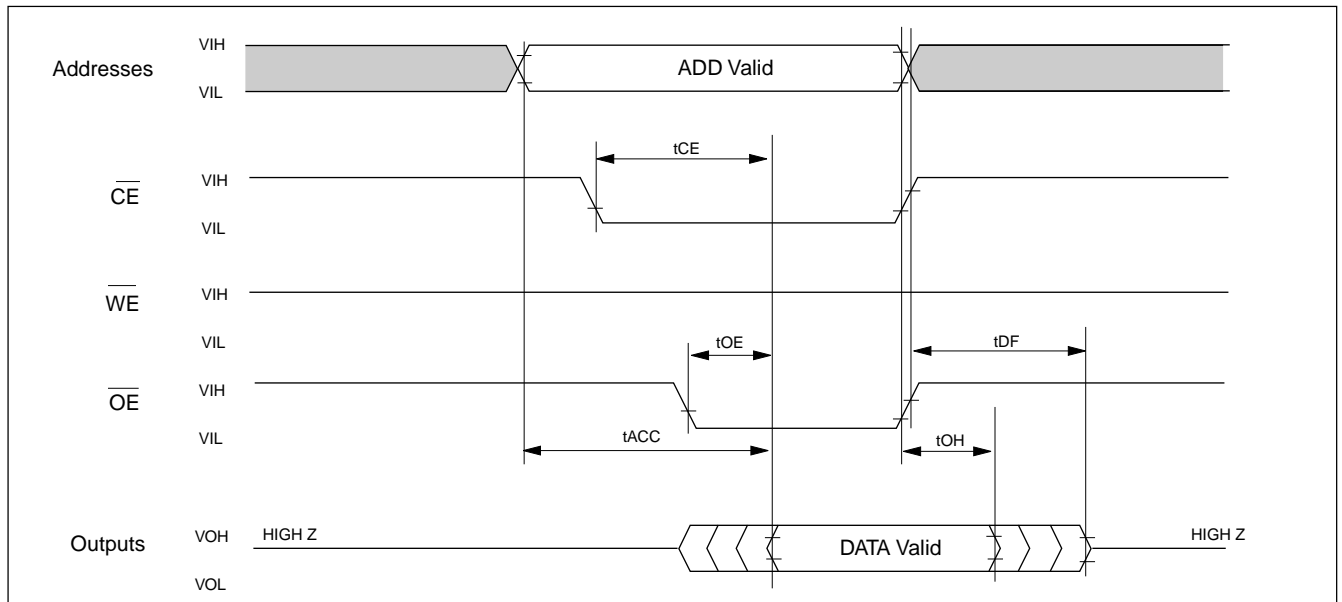 VIH
Addresses
ADD Valid
VIL
tCE
VIH
CE
VIL
WE
VIH
VIL
tOE
tDF
VIH
OE
VIL
tACC
tOH
VOH
HIGH Z
Outputs
DATA Valid
HIGH Z
VOL